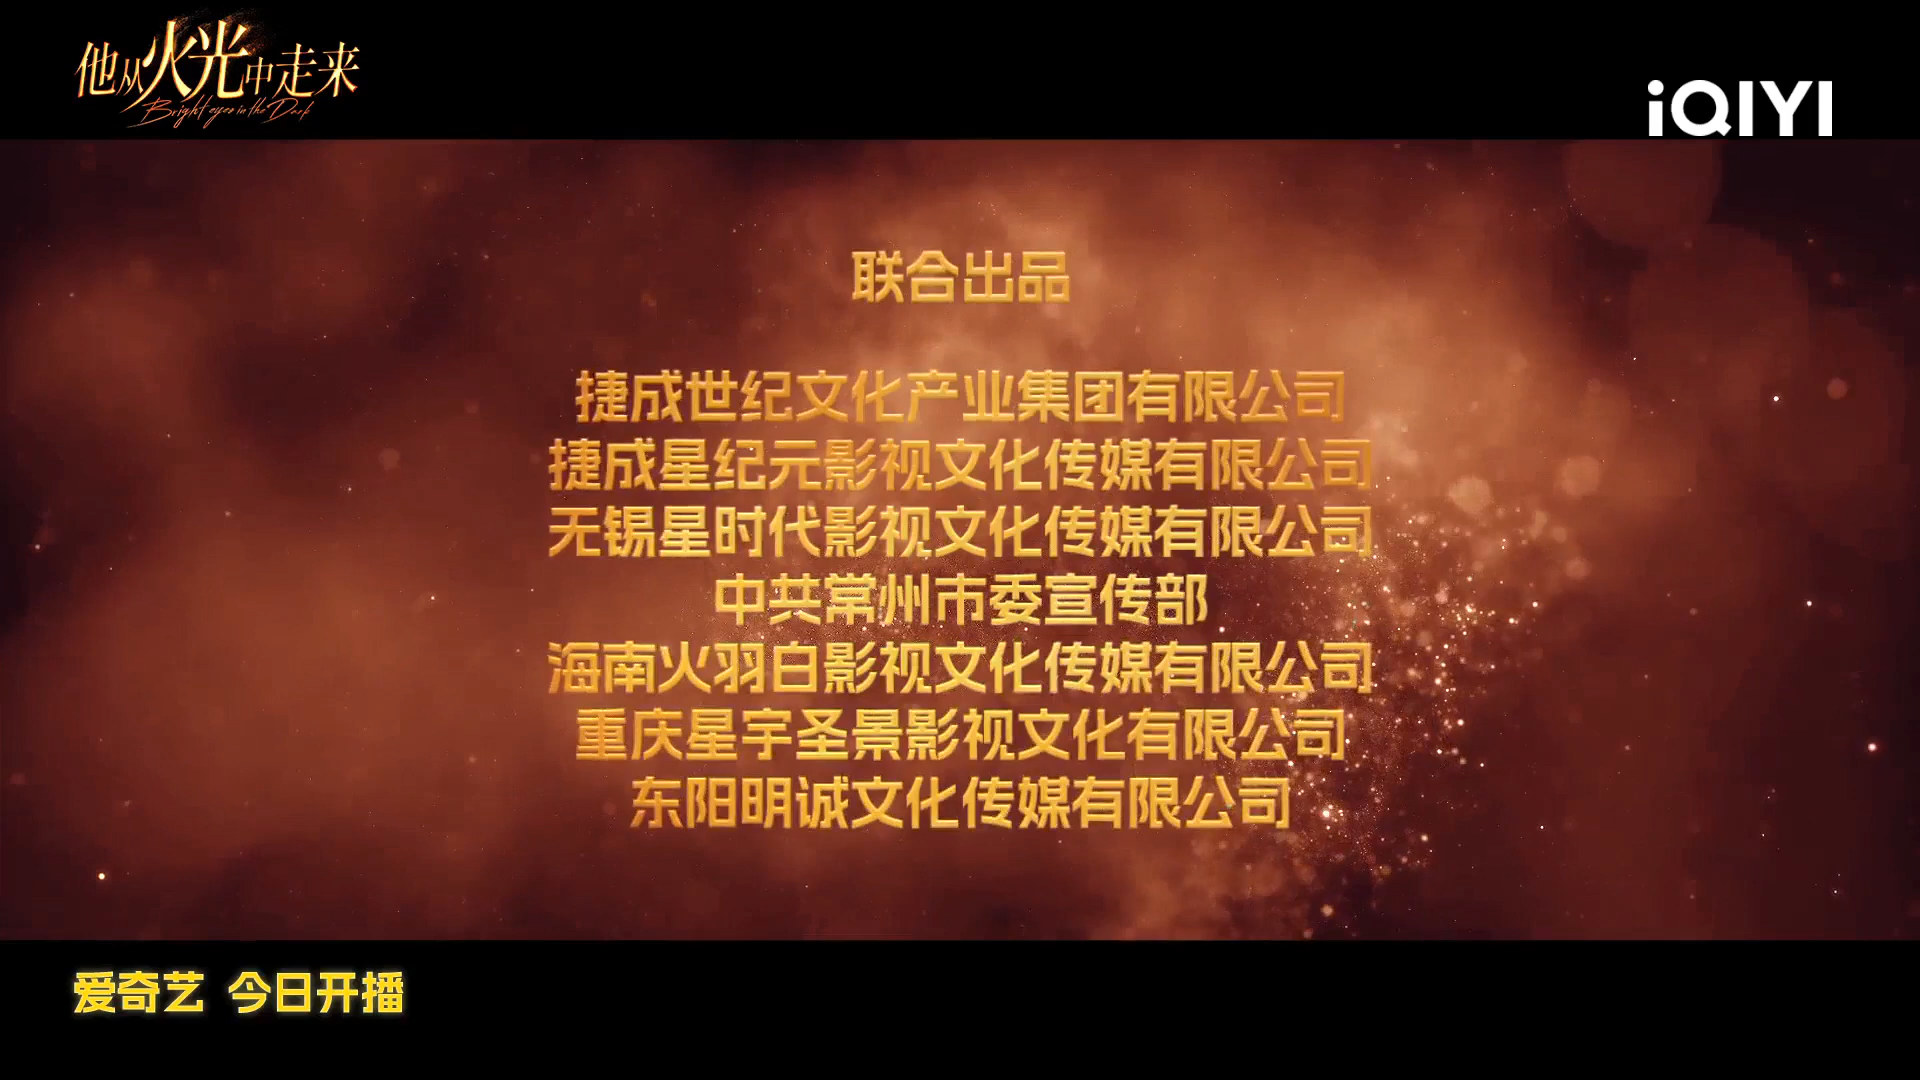 他从火光中走来
Bright eyes in the Dark
iQIYI
联合出品
捷成世纪文化产业集团有限公司
捷成星纪元影视文化传媒有限公司
无锡星时代影视文化传媒有限公司
中共常州市委宣传部
海南火羽白影视文化传媒有限公司
重庆星宇圣景影视文化有限公司
东阳明诚文化传媒有限公司
爱奇艺 今日开播